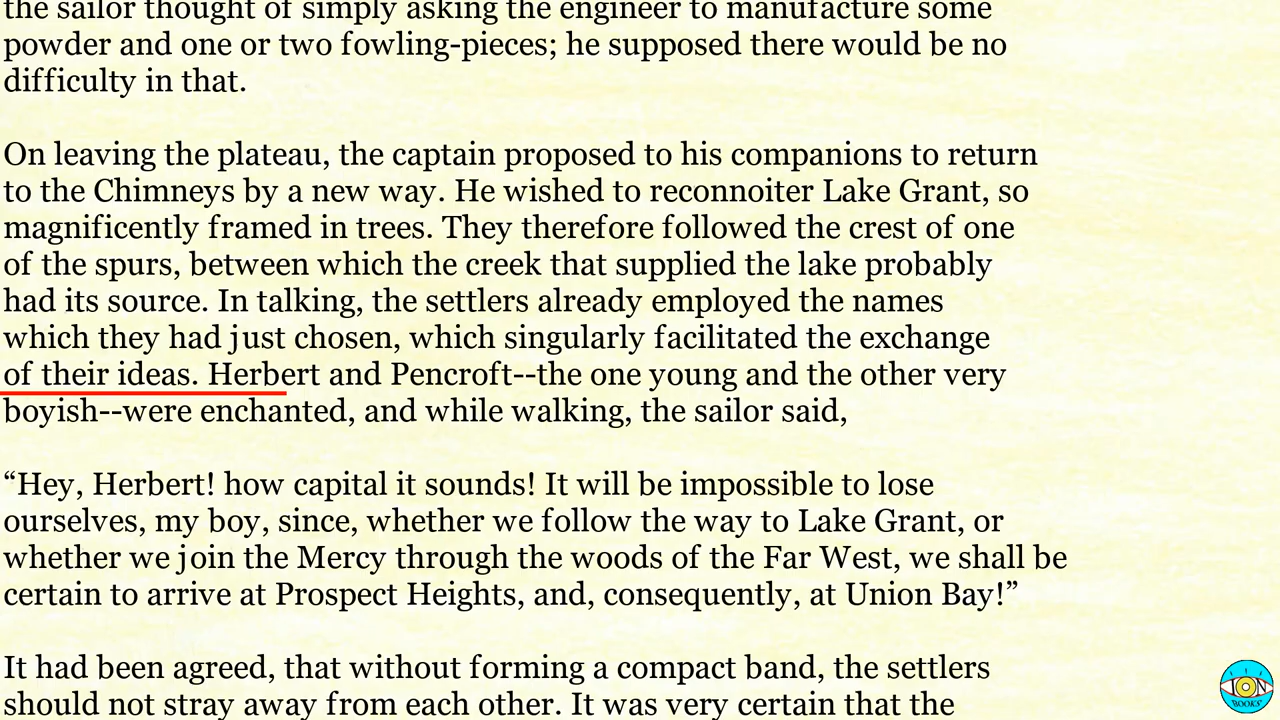 the sailor thought of simply asking the engineer to manufacture some
powder and one or two fowling-pieces; he supposed there would be no
difficulty in that.
On leaving the plateau, the captain proposed to his companions to return
to the Chimneys by a new way. He wished to reconnoiter Lake Grant, so
magnificently framed in trees. They therefore followed the crest of one
of the spurs, between which the creek that supplied the lake probably
had its source. In talking, the settlers already employed the names
which they had just chosen, which singularly facilitated the exchange
of their ideas. Herbert and Pencroft--the one young and the other very
boyish--were enchanted, and while walking, the sailor said,
“Hey, Herbert! how capital it sounds! It will be impossible to lose
ourselves, my boy, since, whether we follow the way to Lake Grant, or
whether we join the Mercy through the woods of the Far West, we shall be
certain to arrive at Prospect Heights, and, consequently, at Union Bay!”
It had been agreed, that without forming a compact band, the settlers
should not stray away from each other. It was very certain that the
ION
BOOKS